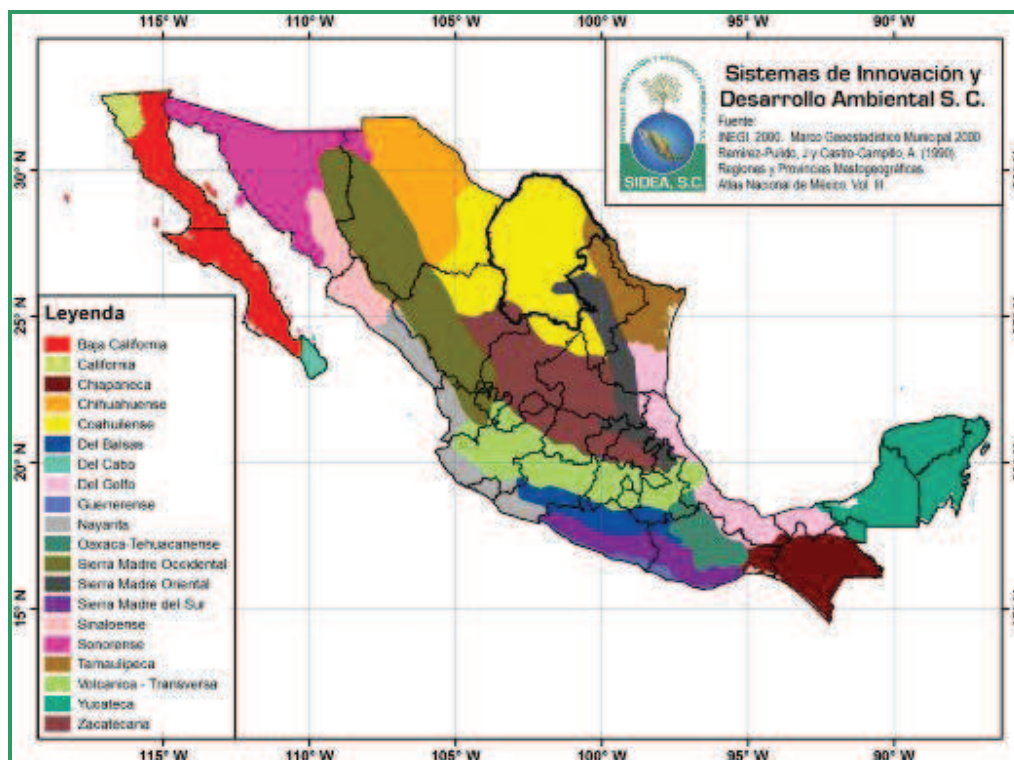 115° W 110° W 105° W 100° W 95° W 90° W
Sistemas de Innovación y
Desarrollo Ambiental S. C.
Fuente:
INEGI. 2000. Marco Geoestadístico Municipal 2000
Ramírez-Pulido, J y Castro-Campillo, A. (1990).
Regiones y Provincias Mastogeográficas.
Atlas Nacional de México. Vol. III.
SIDEA, S.C.
30° N
25° N
20° N
15° N
Leyenda
Baja California
California
Chiapaneca
Chihuahuense
Coahuilense
Del Balsas
Del Cabo
Del Golfo
Guerrerense
Nayarita
Oaxaca-Tehuacanense
Sierra Madre Occidental
Sierra Madre Oriental
Sierra Madre del Sur
Sinaloense
Sonorense
Tamaulipeca
Volcanica - Transversa
Yucateca
Zacatecana
115° W 110° W 105° W 100° W 95° W 90° W